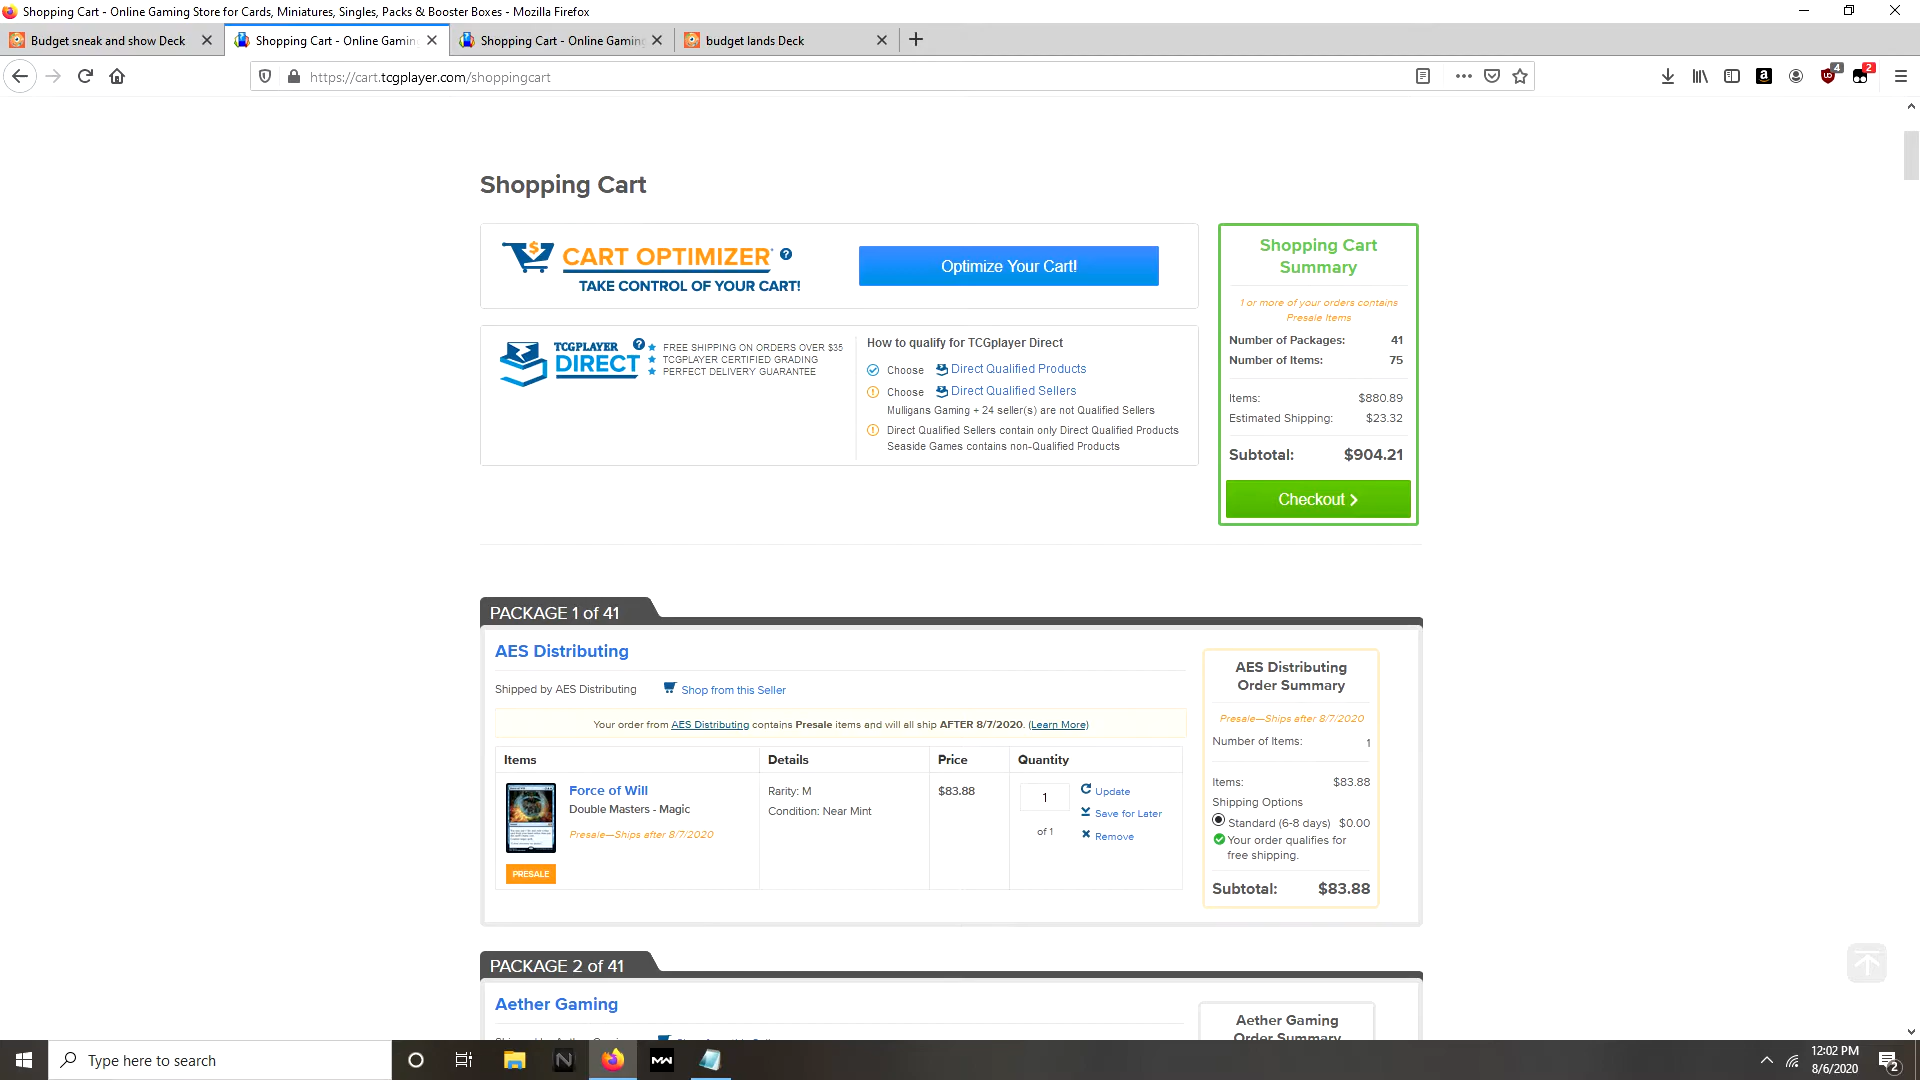 Shopping Cart - Online Gaming Store for Cards, Miniatures, Singles, Packs & Booster Boxes - Mozilla Firefox
Budget sneak and show Deck
Shopping Cart - Online Gamin
Shopping Cart - Online Gaming
budget lands Deck
https://cart.tcgplayer.com/shoppingcart
4
2
Shopping Cart
CART OPTIMIZER
TAKE CONTROL OF YOUR CART!
Optimize Your Cart!
TCGPLAYER
DIRECT
FREE SHIPPING ON ORDERS OVER $35
TCGPLAYER CERTIFIED GRADING
PERFECT DELIVERY GUARANTEE
How to qualify for TCGplayer Direct
Choose Direct Qualified Products
Choose Direct Qualified Sellers
Mulligans Gaming + 24 seller(s) are not Qualified Sellers
Direct Qualified Sellers contain only Direct Qualified Products
Seaside Games contains non-Qualified Products
Shopping Cart
Summary
1 or more of your orders contains
Presale Items
Number of Packages: 41
Number of Items: 75
Items: $880.89
Estimated Shipping: $23.32
Subtotal: $904.21
Checkout
PACKAGE 1 of 41
AES Distributing
Shipped by AES Distributing Shop from this Seller
Your order from AES Distributing contains Presale items and will all ship AFTER 8/7/2020. (Learn More)
Items Details Price Quantity
Force of Will
Double Masters - Magic
Presale—Ships after 8/7/2020
PRESALE
Rarity: M
Condition: Near Mint
$83.88
1
of 1
Update
Save for Later
Remove
AES Distributing
Order Summary
Presale—Ships after 8/7/2020
Number of Items: 1
Items: $83.88
Shipping Options
Standard (6-8 days) $0.00
Your order qualifies for
free shipping.
Subtotal: $83.88
PACKAGE 2 of 41
Aether Gaming
Aether Gaming
Order Summary
Type here to search
12:02 PM
8/6/2020
2